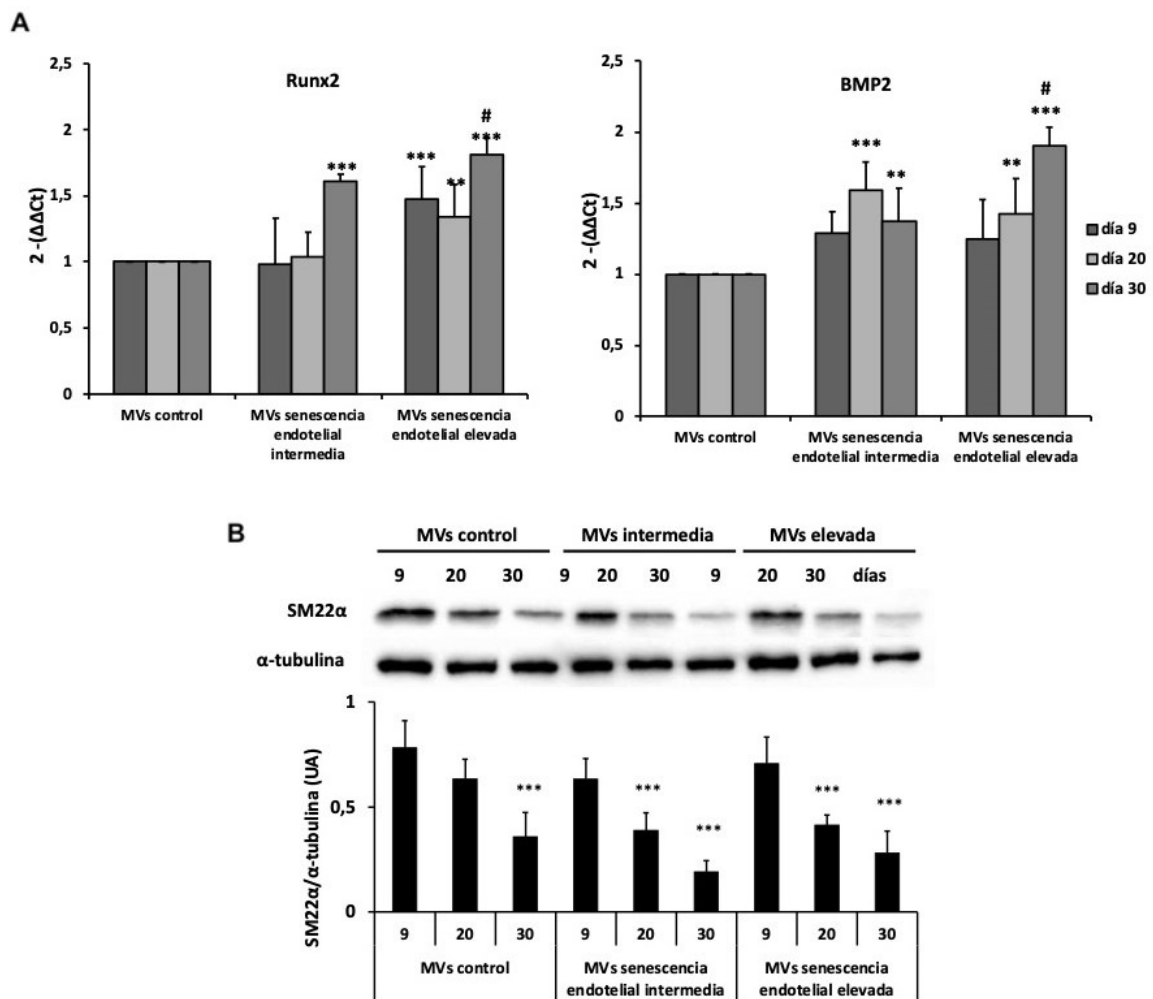 A
Runx2
2 -(ΔΔCt)
2,5
2
1,5
1
0,5
0
***
***
**
#
***
MVs control
MVs senescencia
endotelial
intermedia
MVs senescencia
endotelial elevada
BMP2
2 -(ΔΔCt)
2,5
2
1,5
1
0,5
0
***
**
**
#
***
MVs control
MVs senescencia
endotelial intermedia
MVs senescencia
endotelial elevada
día 9
día 20
día 30
B
MVs control MVs intermedia MVs elevada
9 20 30 9 20 30 9 20 30 días
SM22α
α-tubulina
SM22α/α-tubulina (UA)
1
0,5
0
***
***
***
***
***
9 20 30 9 20 30 9 20 30
MVs control
MVs senescencia
endotelial intermedia
MVs senescencia
endotelial elevada